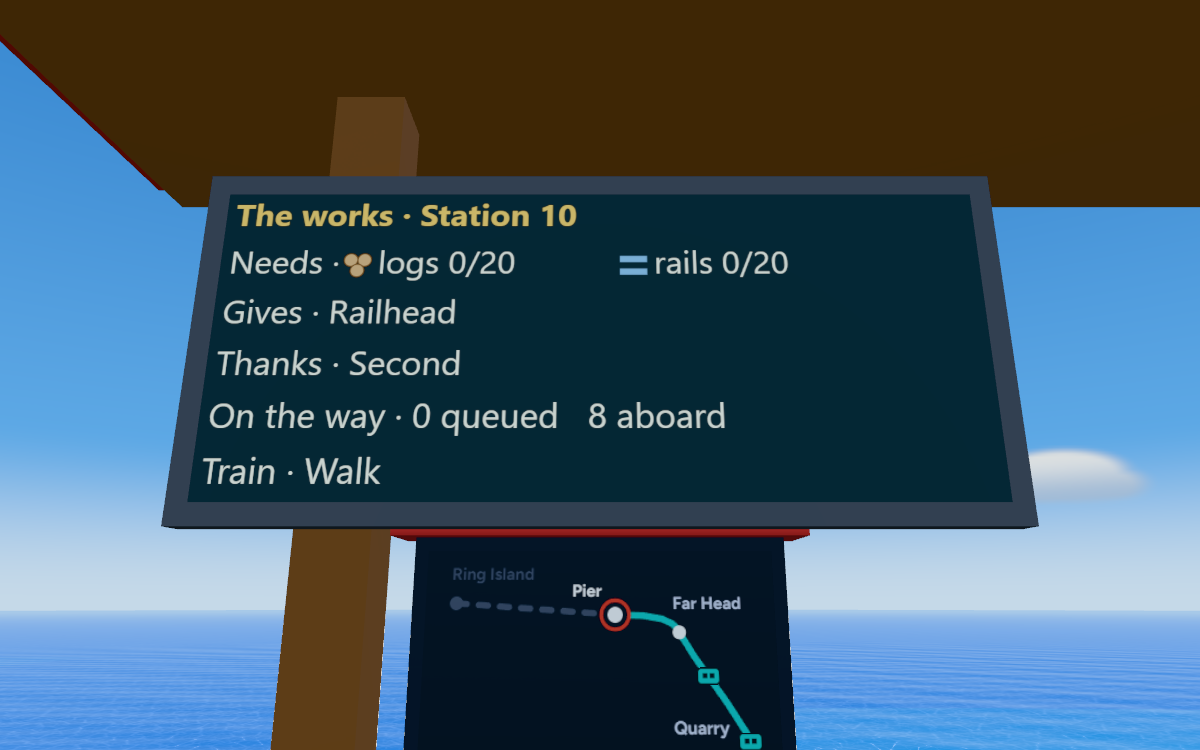 The works · Station 10
Needs · logs 0/20 rails 0/20
Gives · Railhead
Thanks · Second
On the way · 0 queued 8 aboard
Train · Walk
Ring Island
Pier
Far Head
Quarry